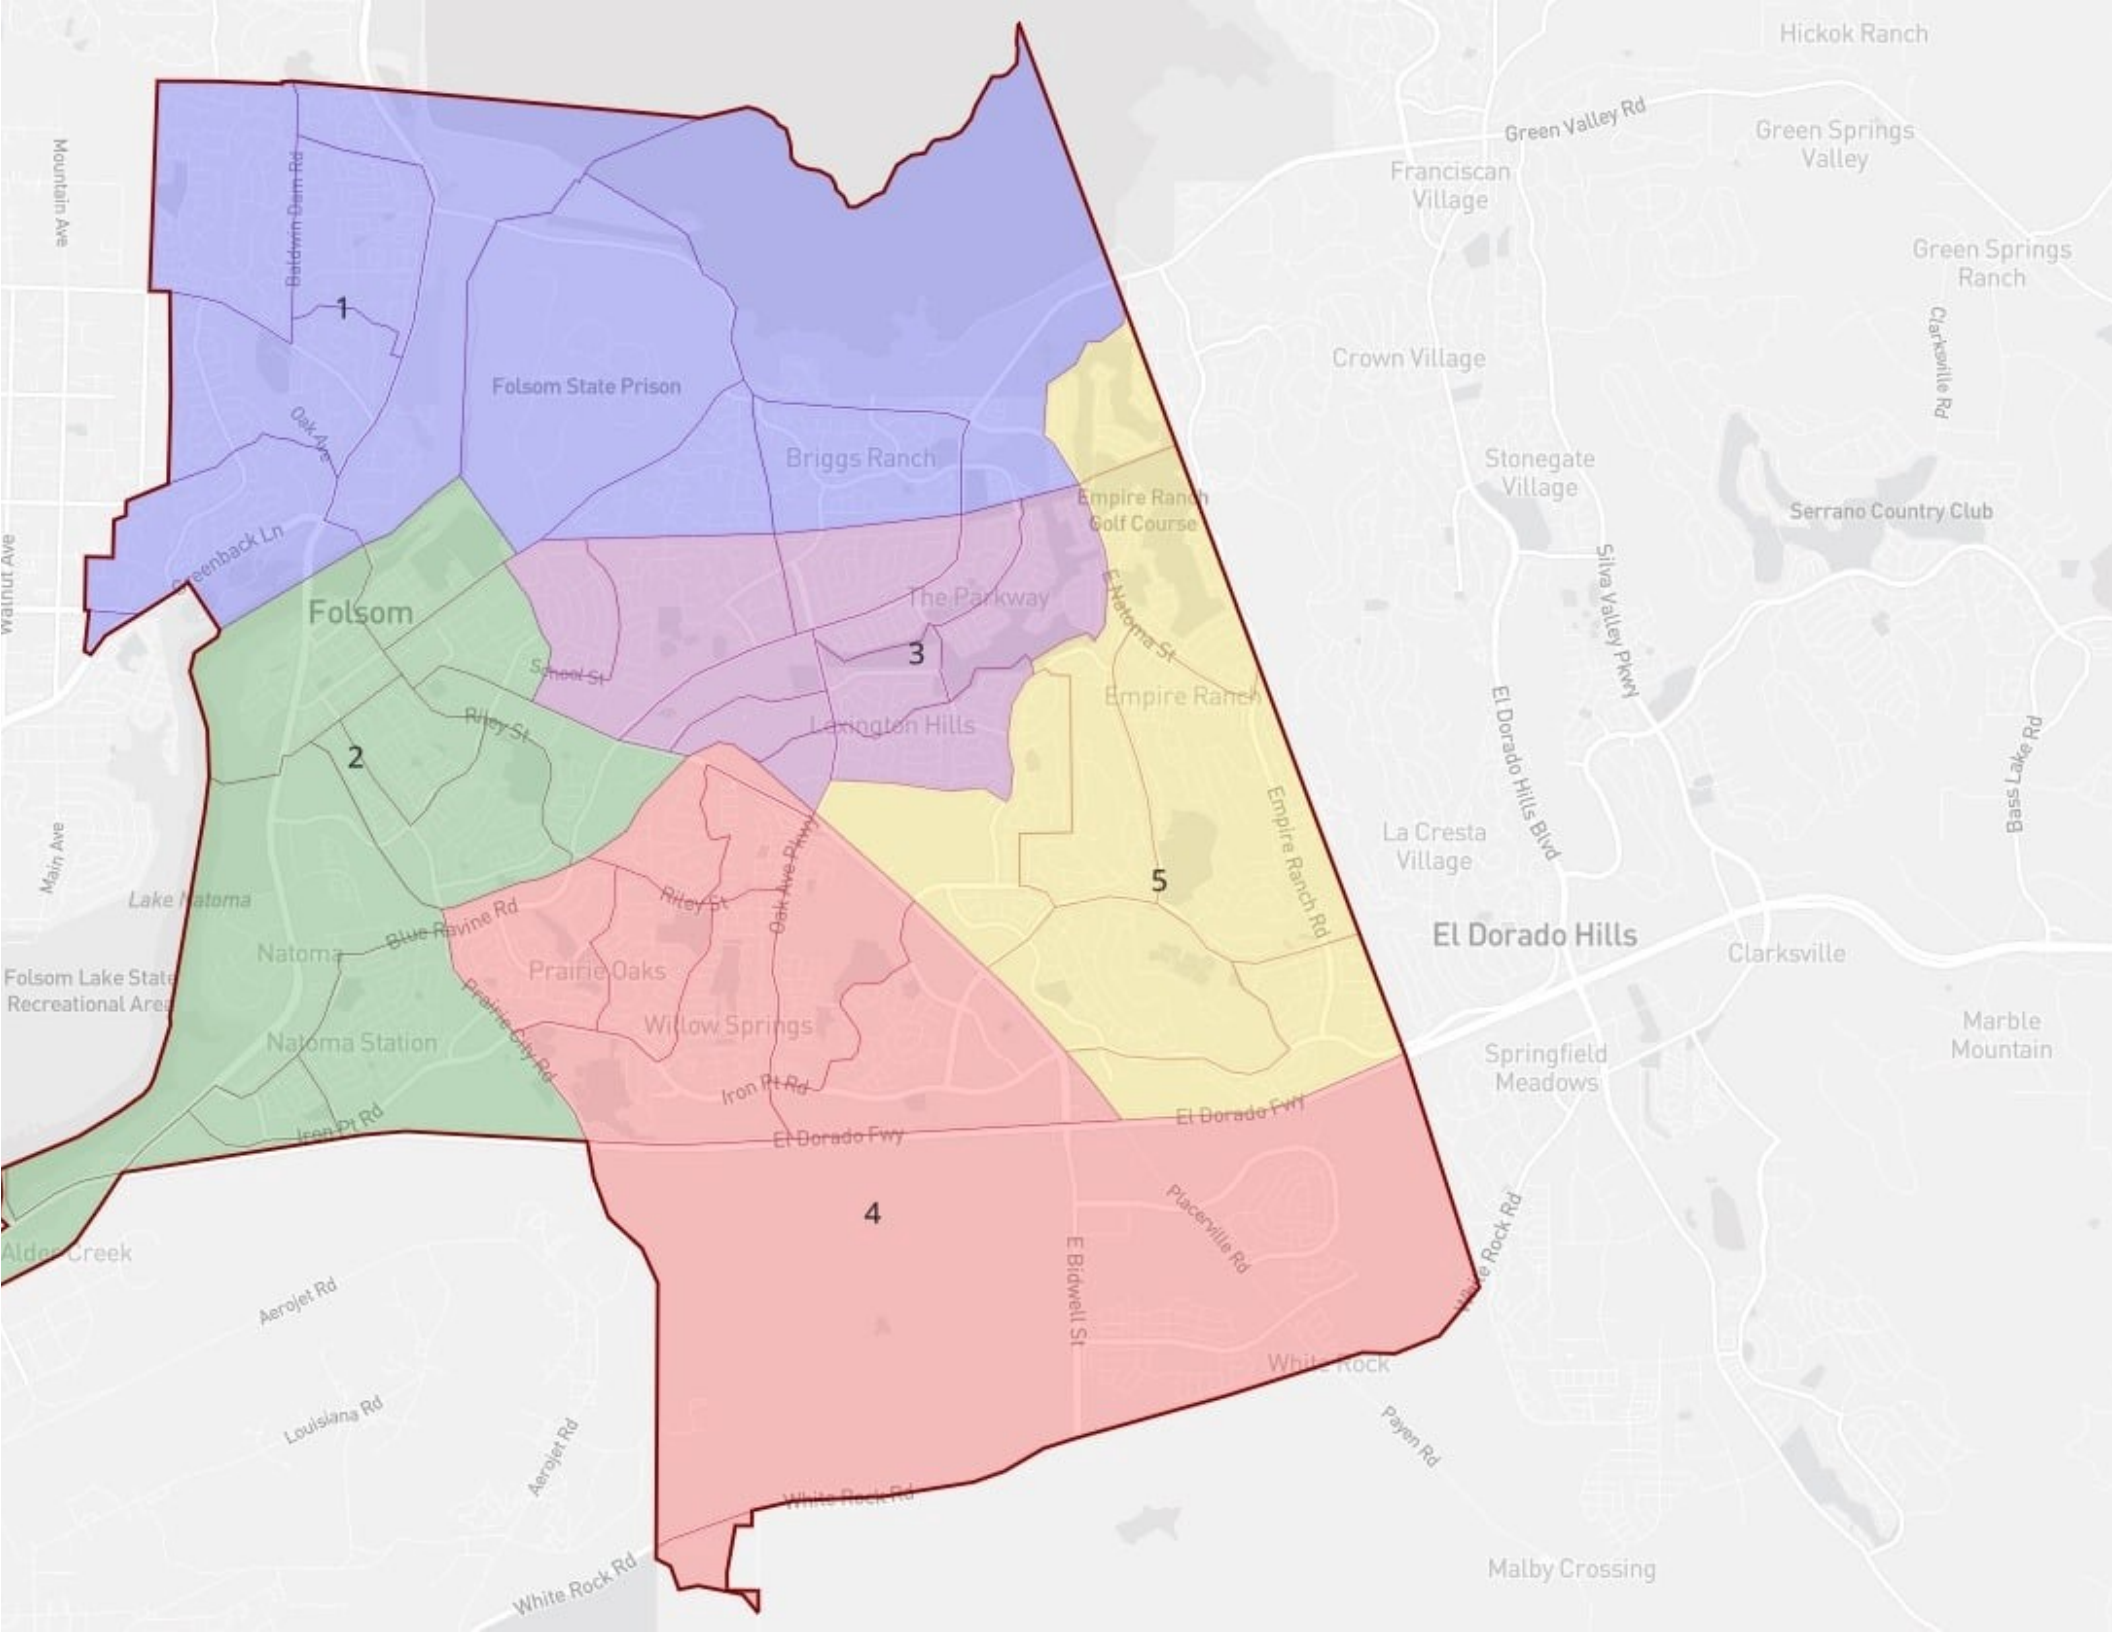 Hickok Ranch
Green Valley Rd
Green Springs
Valley
Mountain Ave
Baldwin Dam Rd
Franciscan
Village
Green Springs
Ranch
1
Clarksville Rd
Crown Village
Folsom State Prison
Oak Ave
Briggs Ranch
Stonegate
Village
Empire Ranch
Golf Course
Serrano Country Club
Walnut Ave
Greenback Ln
Silva Valley Pkwy
Folsom
The Parkway
E Natoma St
3
School St
Empire Ranch
El Dorado Hills Blvd
Riley St
Lexington Hills
Bass Lake Rd
2
Main Ave
Empire Ranch Rd
La Cresta
Village
Oak Ave Pkwy
5
Lake Natoma
Riley St
Blue Ravine Rd
El Dorado Hills
Natoma
Clarksville
Folsom Lake State
Recreational Area
Prairie Oaks
Prairie City Rd
Willow Springs
Marble
Mountain
Natoma Station
Springfield
Meadows
Iron Pt Rd
Iron Pt Rd
El Dorado Fwy
El Dorado Fwy
4
Placerville Rd
White Rock Rd
Alder Creek
E Bidwell St
Aerojet Rd
White Rock
Louisiana Rd
Aerojet Rd
Payen Rd
White Rock Rd
White Rock Rd
Malby Crossing